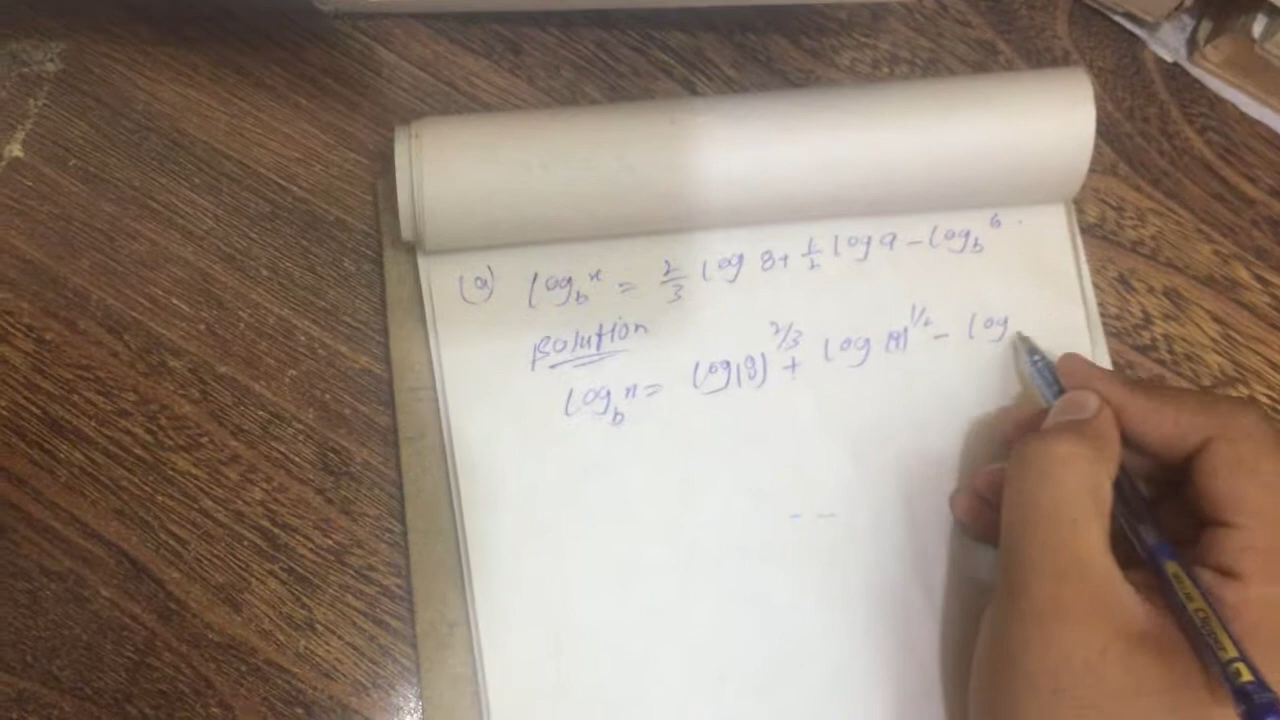 (a) log_b x = 2/3 log 8 + 1/2 log 9 - log_b 6.
Solution
log_b x = log(8)^2/3 + log (9)^1/2 - log